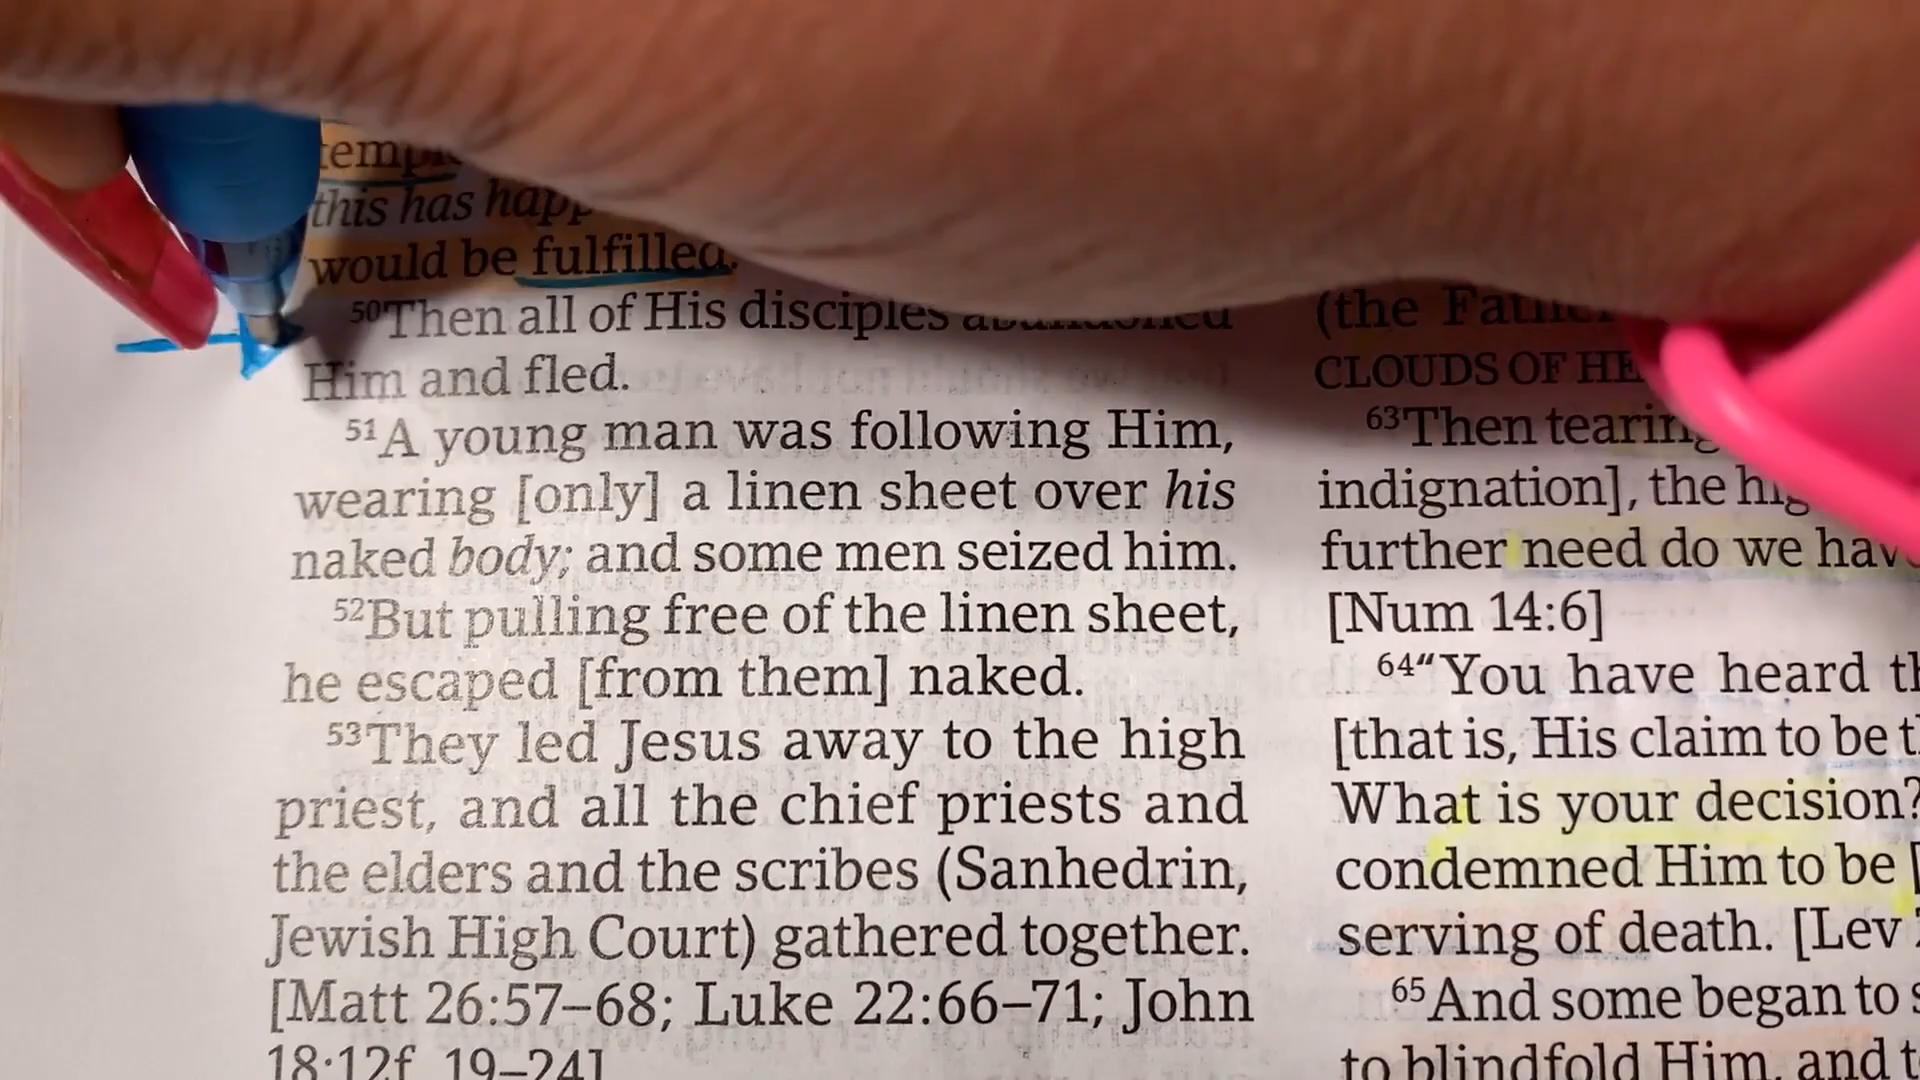 this has
would be fulfilled.
50Then all of His disciples abandoned
Him and fled.
51A young man was following Him,
wearing [only] a linen sheet over his
naked body; and some men seized him.
52But pulling free of the linen sheet,
he escaped [from them] naked.
53They led Jesus away to the high
priest, and all the chief priests and
the elders and the scribes (Sanhedrin,
Jewish High Court) gathered together.
[Matt 26:57–68; Luke 22:66–71; John
18:12f, 19–24]
(the
CLOUDS OF
63Then tearing
indignation], the
further need do we
[Num 14:6]
64“You have heard
[that is, His claim to be
What is your decision?
condemned Him to be [
serving of death. [Lev
65And some began to
to blindfold Him, and